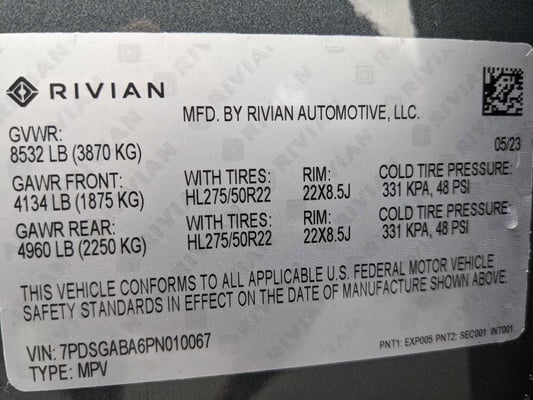 RIVIAN
MFD. BY RIVIAN AUTOMOTIVE, LLC.
GVWR:
8532 LB (3870 KG)
05/23
GAWR FRONT: WITH TIRES: RIM: COLD TIRE PRESSURE:
4134 LB (1875 KG) HL275/50R22 22X8.5J 331 KPA, 48 PSI
GAWR REAR: WITH TIRES: RIM: COLD TIRE PRESSURE:
4960 LB (2250 KG) HL275/50R22 22X8.5J 331 KPA, 48 PSI
THIS VEHICLE CONFORMS TO ALL APPLICABLE U.S. FEDERAL MOTOR VEHICLE
SAFETY STANDARDS IN EFFECT ON THE DATE OF MANUFACTURE SHOWN ABOVE.
VIN: 7PDSGABA6PN010067
PNT1: EXP005 PNT2: SEC001 INT001
TYPE: MPV